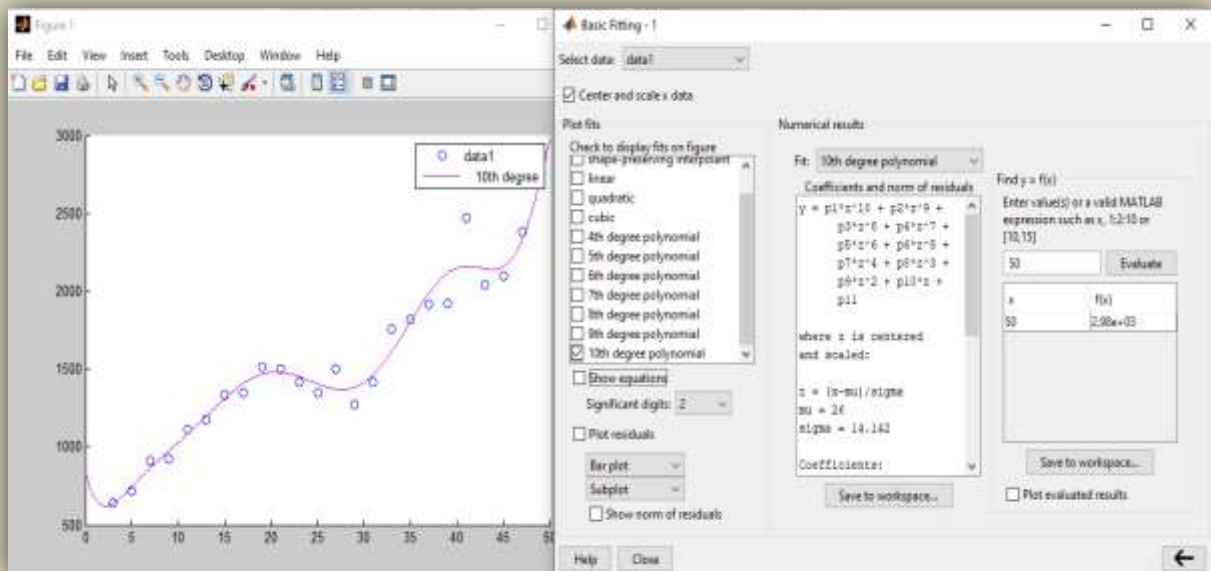 Figure 1
File Edit View Insert Tools Desktop Window Help
3000
2500
2000
1500
1000
500
0 5 10 15 20 25 30 35 40 45 50
data1
10th degree
Basic Fitting - 1
Select data: data1
Center and scale x data
Plot fits
Check to display fits on figure
shape-preserving interpolant
linear
quadratic
cubic
4th degree polynomial
5th degree polynomial
6th degree polynomial
7th degree polynomial
8th degree polynomial
9th degree polynomial
10th degree polynomial
Show equations
Significant digits: 2
Plot residuals
Bar plot
Subplot
Show norm of residuals
Numerical results
Fit: 10th degree polynomial
Coefficients and norm of residuals
y = p1*z^10 + p2*z^9 +
p3*z^8 + p4*z^7 +
p5*z^6 + p6*z^5 +
p7*z^4 + p8*z^3 +
p9*z^2 + p10*z +
p11
where z is centered
and scaled:
z = (x-mu)/sigma
mu = 26
sigma = 14.142
Coefficients:
Save to workspace...
Find y = f(x)
Enter value(s) or a valid MATLAB
expression such as x, 1:2:10 or
[10,15]
50 Evaluate
x f(x)
50 2.98e+03
Save to workspace...
Plot evaluated results
Help Close